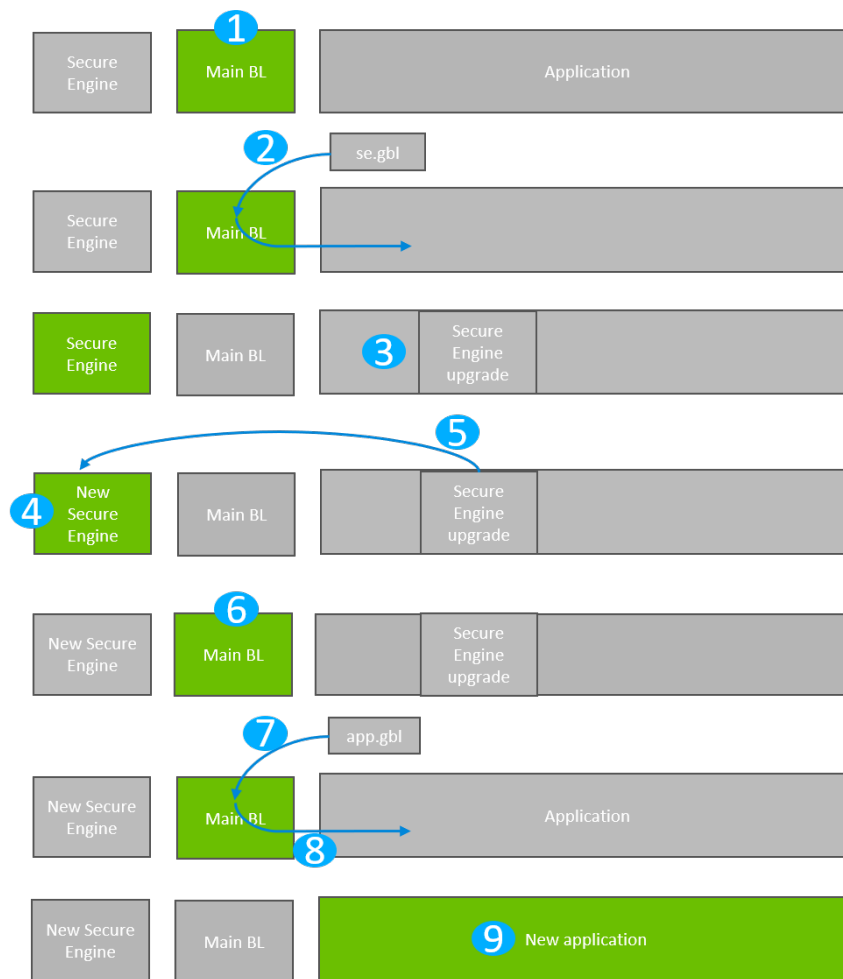 1
Secure
Engine
Main BL
Application
2
se.gbl
Secure
Engine
Main BL
Secure
Engine
Main BL
3
Secure
Engine
upgrade
5
4
New
Secure
Engine
Main BL
Secure
Engine
upgrade
6
New Secure
Engine
Main BL
Secure
Engine
upgrade
7
app.gbl
New Secure
Engine
Main BL
8
Application
New Secure
Engine
Main BL
9
New application